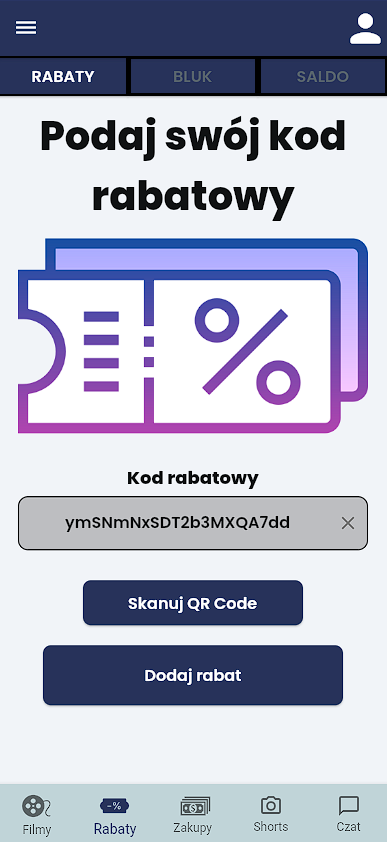 RABATY
BLUK
SALDO
Podaj swój kod
rabatowy
%
Kod rabatowy
ymSNmNxSDT2b3MXQA7dd
Skanuj QR Code
Dodaj rabat
-%
$
Filmy
Rabaty
Zakupy
Shorts
Czat